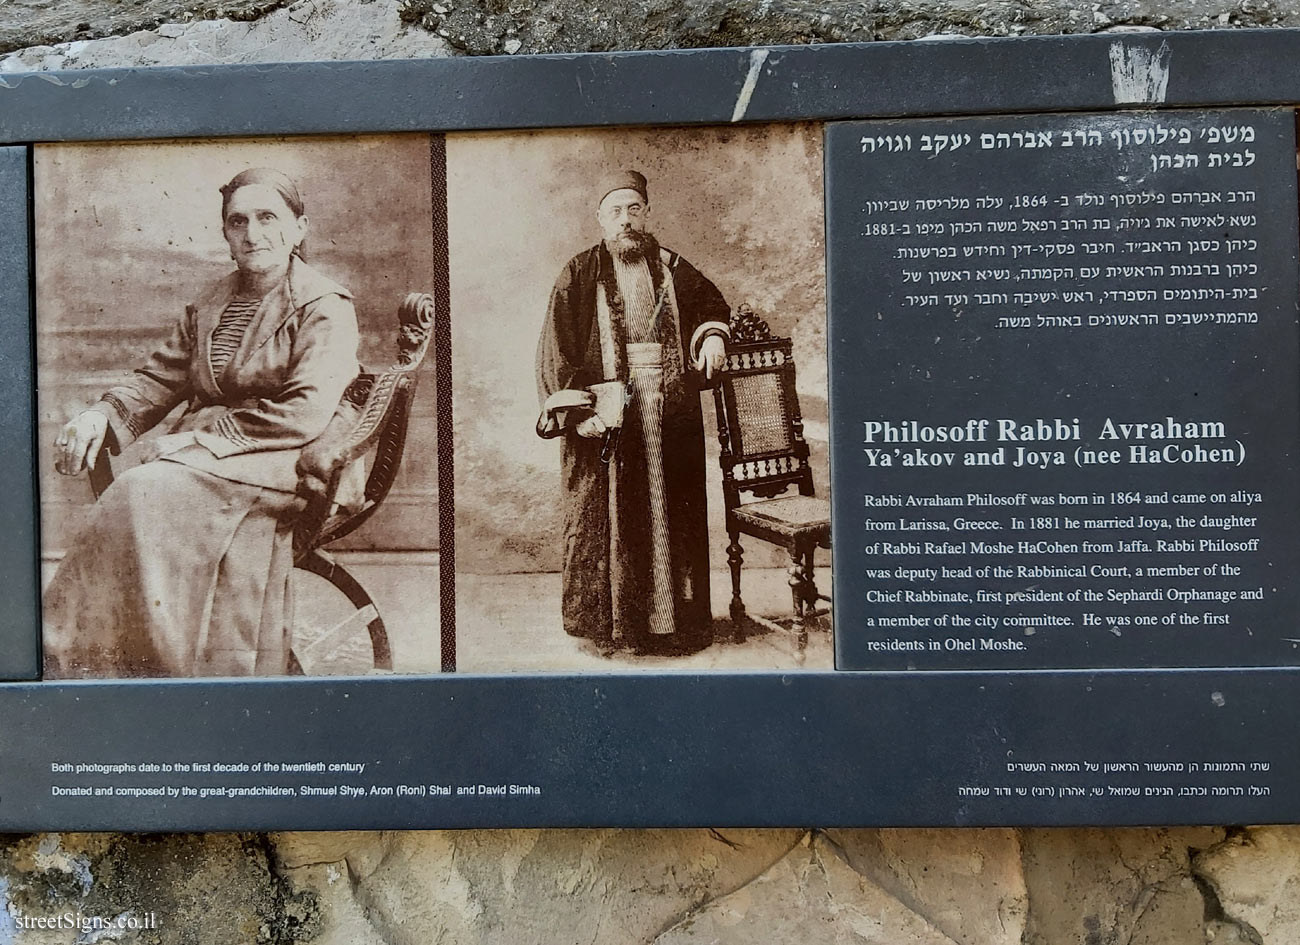 משפ' פילוסוף הרב אברהם יעקב וגויה
לבית הכהן
הרב אברהם פילוסוף נולד ב- 1864, עלה מלריסה שביוון.
נשא לאישה את ג'ויה, בת הרב רפאל משה הכהן מיפו ב-1881.
כיהן כסגן הראב"ד. חיבר פסקי-דין וחידש בפרשנות.
כיהן ברבנות הראשית עם הקמתה, נשיא ראשון של
בית-היתומים הספרדי, ראש ישיבה וחבר ועד העיר.
מהמתיישבים הראשונים באוהל משה.
Philosoff Rabbi Avraham
Ya'akov and Joya (nee HaCohen)
Rabbi Avraham Philosoff was born in 1864 and came on aliya
from Larissa, Greece. In 1881 he married Joya, the daughter
of Rabbi Rafael Moshe HaCohen from Jaffa. Rabbi Philosoff
was deputy head of the Rabbinical Court, a member of the
Chief Rabbinate, first president of the Sephardi Orphanage and
a member of the city committee. He was one of the first
residents in Ohel Moshe.
Both photographs date to the first decade of the twentieth century
Donated and composed by the great-grandchildren, Shmuel Shye, Aron (Roni) Shai and David Simha
שתי התמונות הן מהעשור הראשון של המאה העשרים
העלו תרומה וכתבו, הנינים שמואל שי, אהרון (רוני) שי ודוד שמחה
streetSigns.co.il